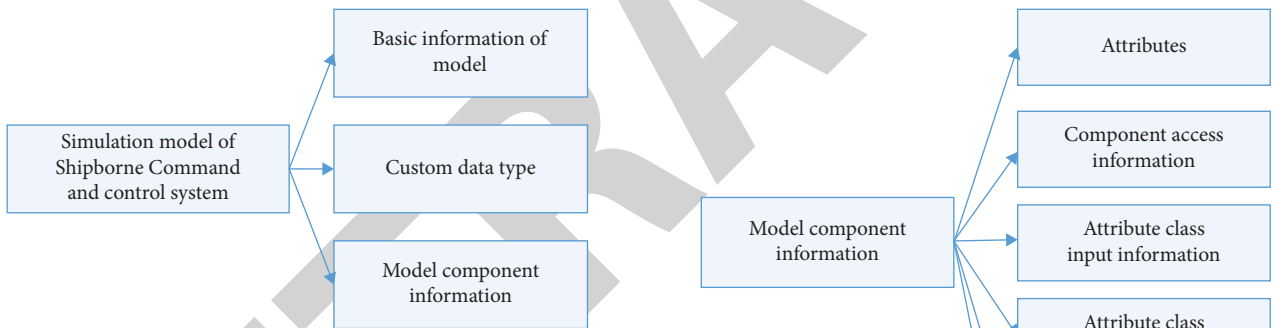 Simulation model of
Shipborne Command
and control system
Basic information of
model
Custom data type
Model component
information
Model component
information
Attributes
Component access
information
Attribute class
input information
Attribute class